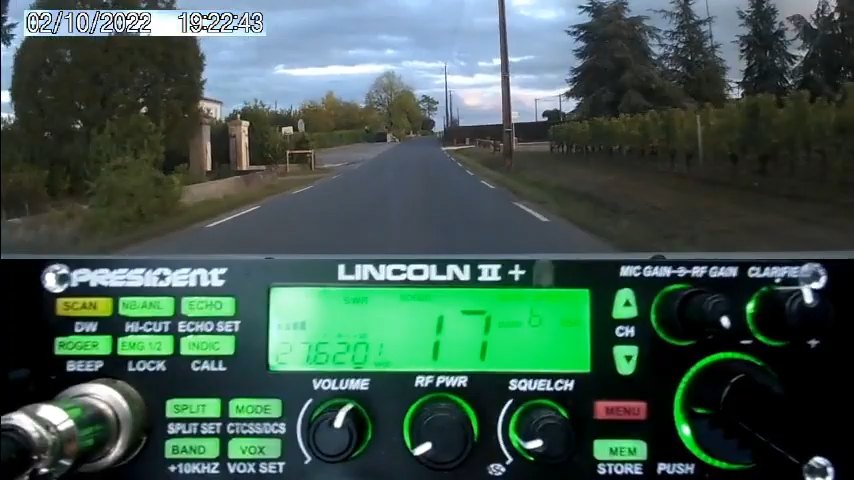 02/10/2022 19:22:43
PRESIDENT LINCOLN II + MIC GAIN RF GAIN CLARIFIER
SCAN NB/ANL ECHO
DW HI-CUT ECHO SET
ROGER EMG 1/2 INDIC
BEEP LOCK CALL
17 b
CH
VOLUME RF PWR SQUELCH
SPLIT MODE
SPLIT SET CTCSS/DCS
BAND VOX
+10KHZ VOX SET
MENU
MEM
STORE PUSH
- +